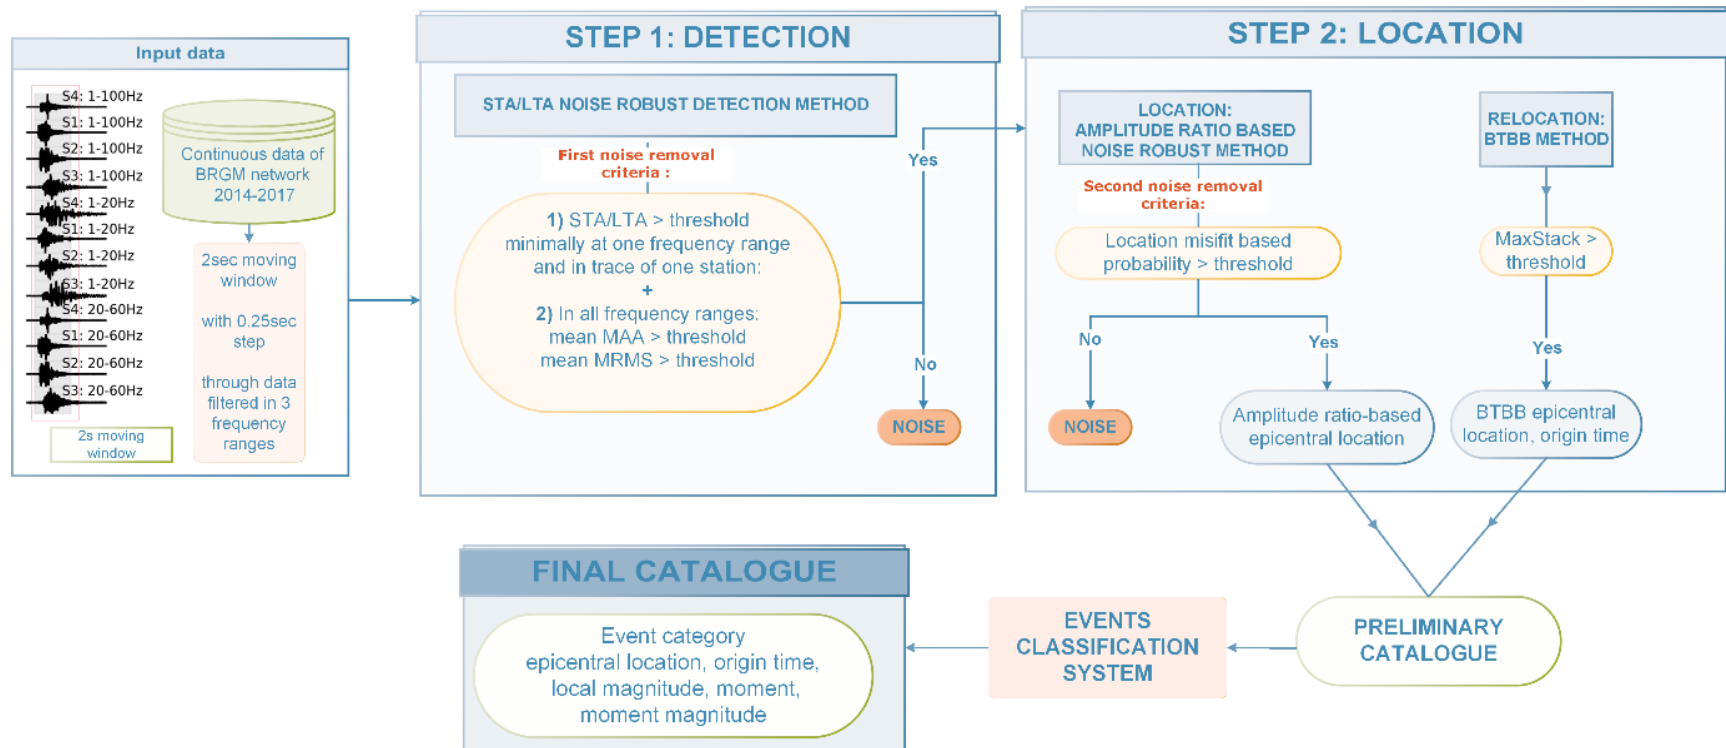 Input data
S4: 1-100Hz
S1: 1-100Hz
S2: 1-100Hz
S3: 1-100Hz
S4: 1-20Hz
S1: 1-20Hz
S2: 1-20Hz
S3: 1-20Hz
S4: 20-60Hz
S1: 20-60Hz
S2: 20-60Hz
S3: 20-60Hz
2s moving
window
Continuous data of
BRGM network
2014-2017
2sec moving
window
with 0.25sec
step
through data
filtered in 3
frequency
ranges
STEP 1: DETECTION
STA/LTA NOISE ROBUST DETECTION METHOD
First noise removal
criteria :
1) STA/LTA > threshold
minimally at one frequency range
and in trace of one station:
+
2) In all frequency ranges:
mean MAA > threshold
mean MRMS > threshold
Yes
No
NOISE
STEP 2: LOCATION
LOCATION:
AMPLITUDE RATIO BASED
NOISE ROBUST METHOD
Second noise removal
criteria:
Location misifit based
probability > threshold
No
Yes
NOISE
Amplitude ratio-based
epicentral location
RELOCATION:
BTBB METHOD
MaxStack >
threshold
Yes
BTBB epicentral
location, origin time
PRELIMINARY
CATALOGUE
EVENTS
CLASSIFICATION
SYSTEM
FINAL CATALOGUE
Event category
epicentral location, origin time,
local magnitude, moment,
moment magnitude